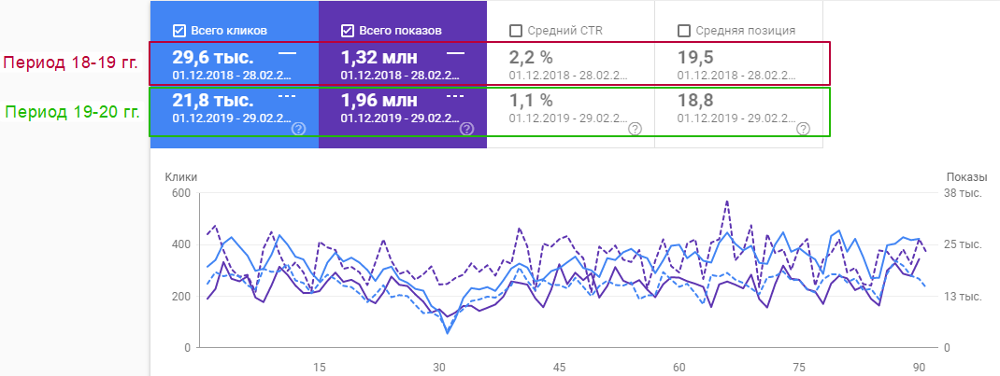 Всего кликов
Всего показов
Средний CTR
Средняя позиция
Период 18-19 гг.
29,6 тыс.
1,32 млн
2,2 %
19,5
01.12.2018 - 28.02.2...
01.12.2018 - 28.02.2...
01.12.2018 - 28.02.2...
01.12.2018 - 28.02.2...
Период 19-20 гг.
21,8 тыс.
1,96 млн
1,1 %
18,8
01.12.2019 - 29.02.2...
01.12.2019 - 29.02.2...
01.12.2019 - 29.02.2...
01.12.2019 - 29.02.2...
Клики
Показы
600
38 тыс.
400
25 тыс.
200
13 тыс.
0
0
15
30
45
60
75
90